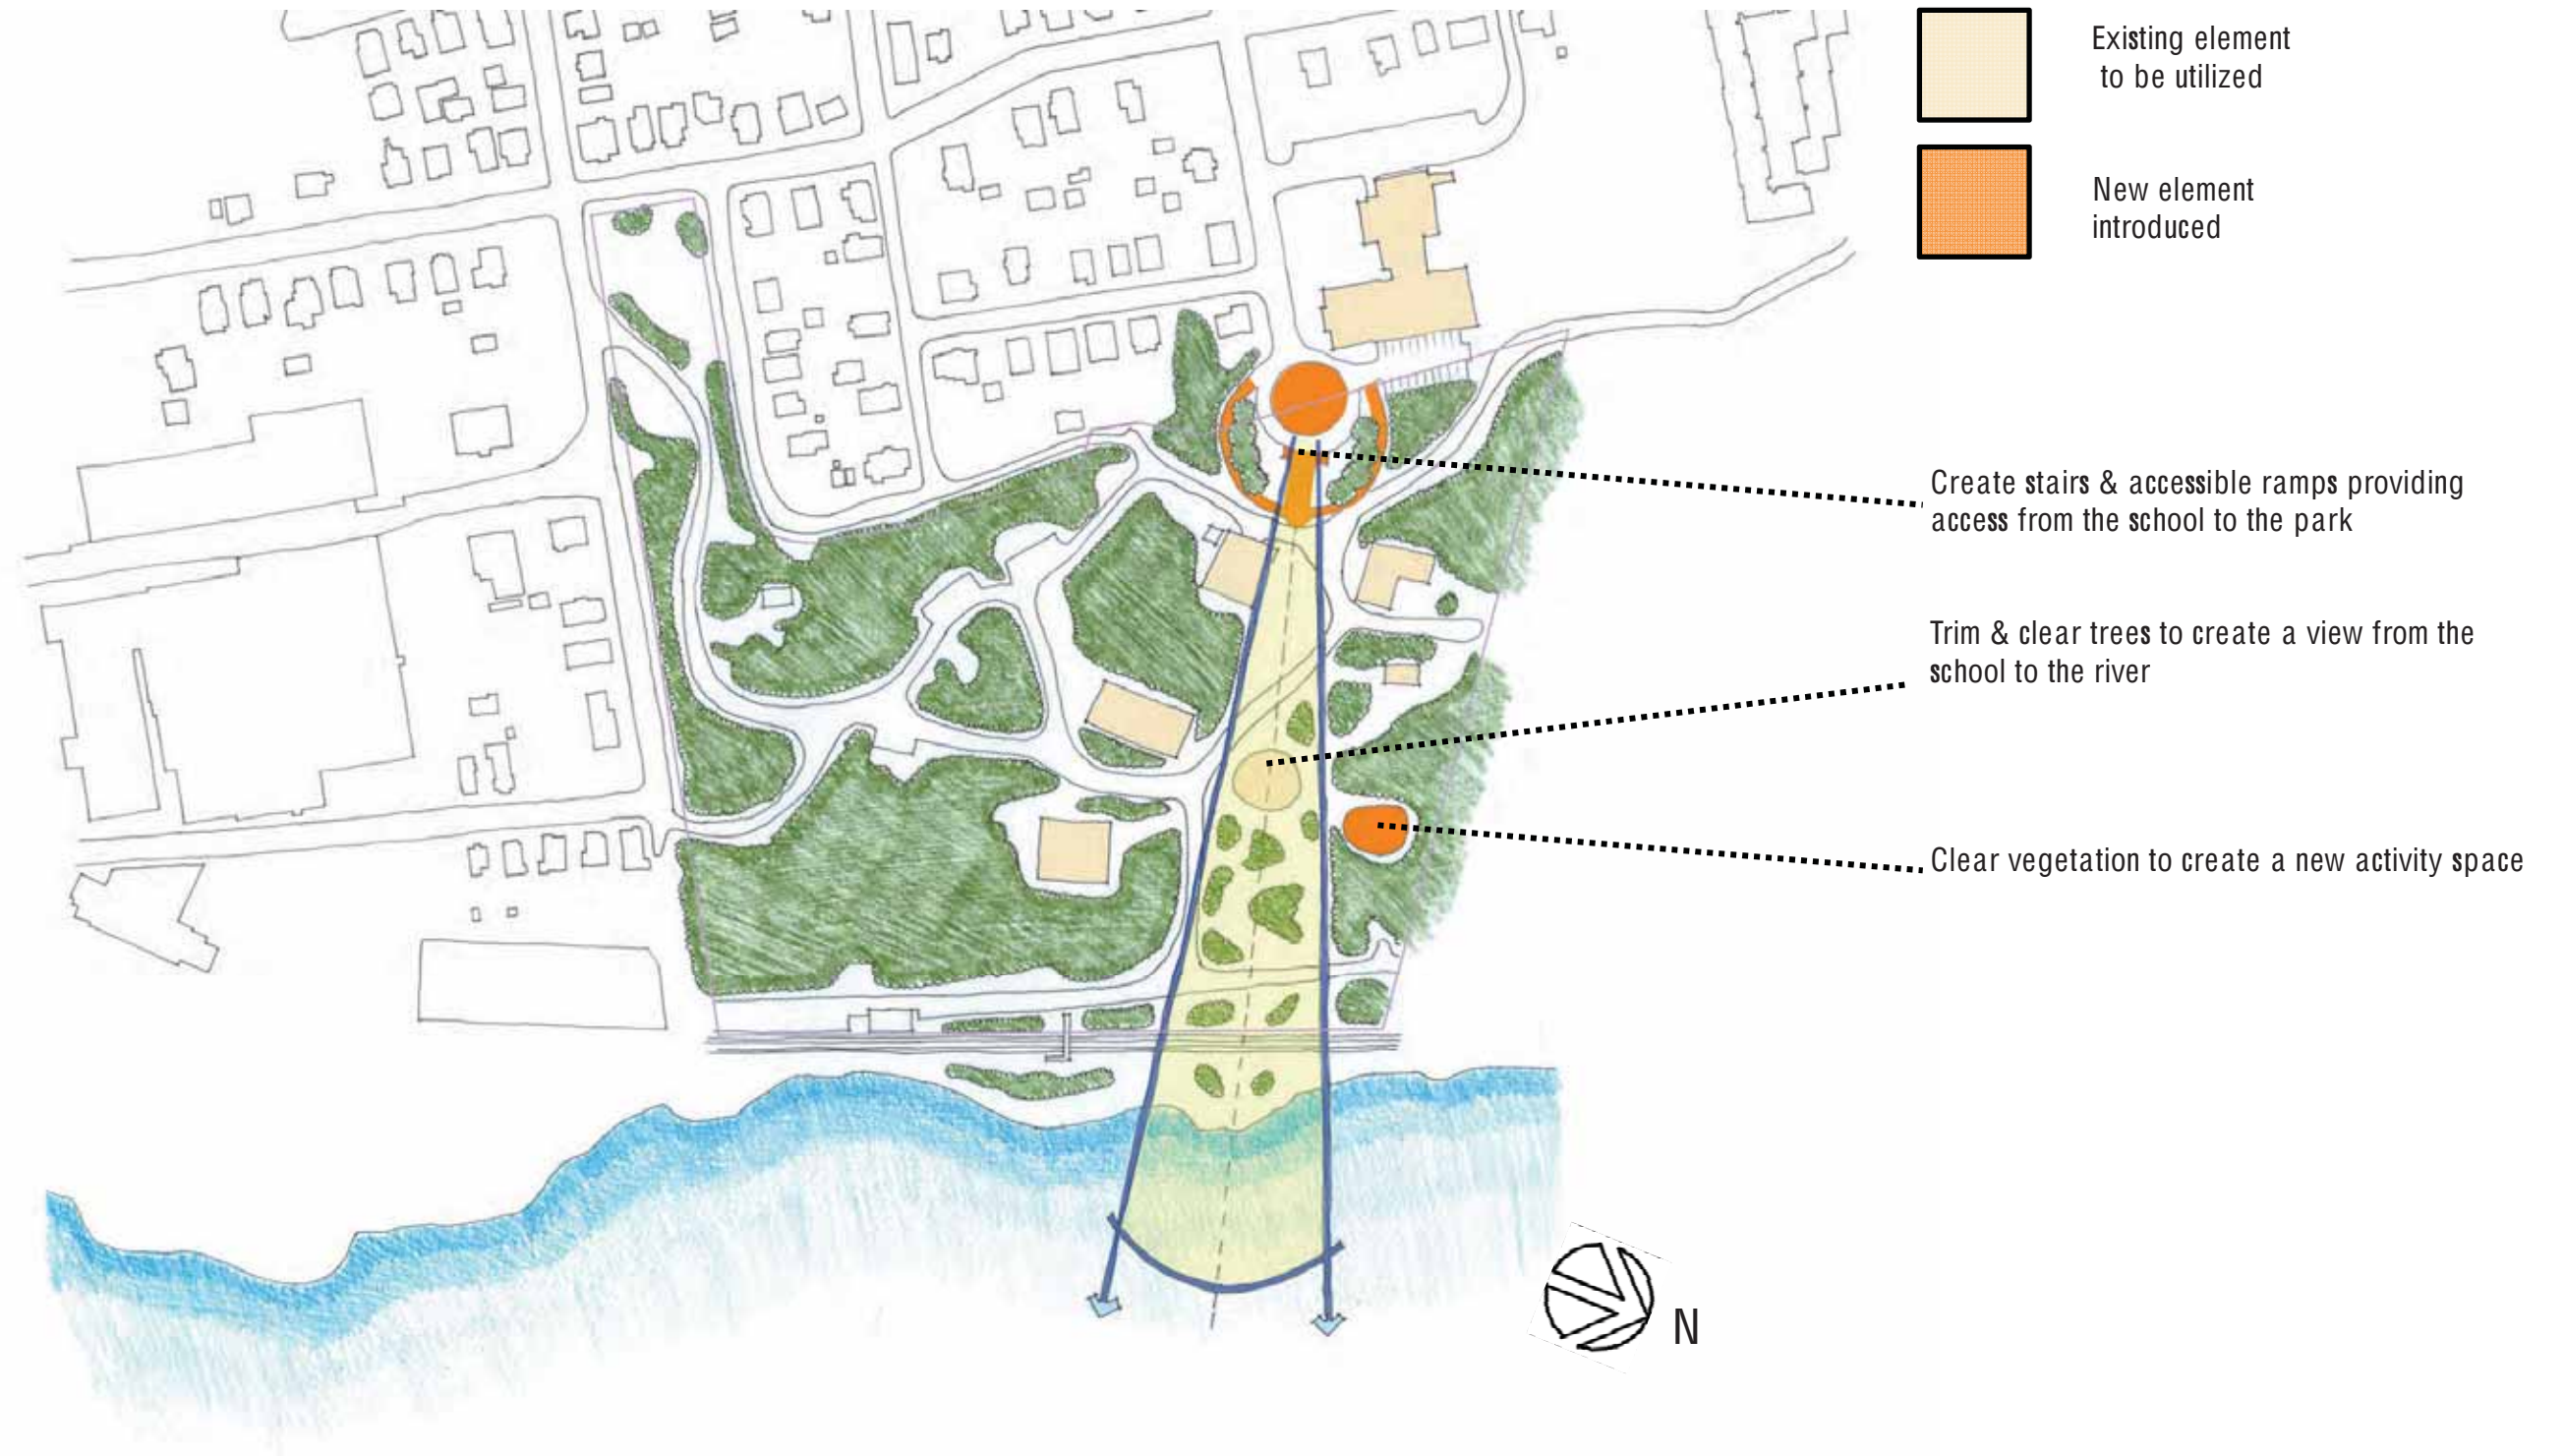 Existing element
to be utilized
New element
introduced
Create stairs & accessible ramps providing
access from the school to the park
Trim & clear trees to create a view from the
school to the river
Clear vegetation to create a new activity space
N